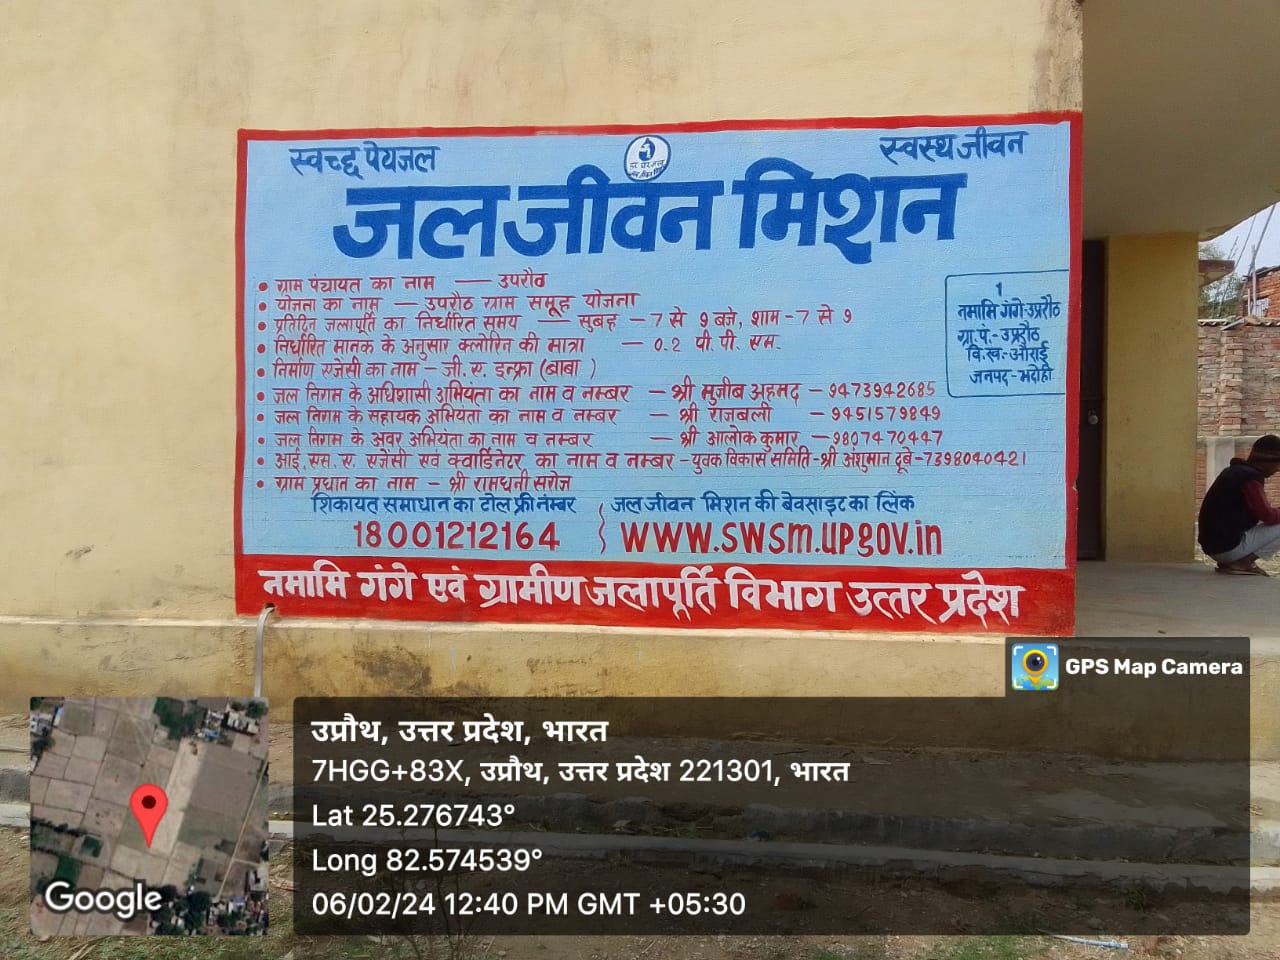 स्वच्छ पेयजल
स्वस्थ जीवन
जल जीवन मिशन
• ग्राम पंचायत का नाम — उपरौठ
• योजना का नाम — उपरौठ ग्राम समूह योजना
• प्रतिदिन जलापूर्ति का निर्धारित समय — सुबह - 7 से 9 बजे, शाम - 7 से 9
• निर्धारित मानक के अनुसार क्लोरिन की मात्रा — 0.2 पी. पी. एम.
• निर्माण एजेंसी का नाम - जी. ए. इन्फ्रा (बाबा)
• जल निगम के अधिशासी अभियंता का नाम व नम्बर — श्री मुजीब अहमद - 9473942685
• जल निगम के सहायक अभियंता का नाम व नम्बर — श्री राजबली - 9451579849
• जल निगम के अवर अभियंता का नाम व नम्बर — श्री आलोक कुमार - 9807470447
• आई. एस. ए. एजेंसी एवं क्वार्डिनेटर का नाम व नम्बर - युवक विकास समिति - श्री अंशुमान दूबे - 7398040421
• ग्राम प्रधान का नाम - श्री रामधनी सरोज
1
नमामि गंगे उपरौठ
ग्रा. पं. - उपरौठ
वि. ख. - औराई
जनपद - भदोही
शिकायत समाधान का टोल फ्री नम्बर
18001212164
जल जीवन मिशन की बेवसाइट का लिंक
WWW.swsm.upgov.in
नमामि गंगे एवं ग्रामीण जलापूर्ति विभाग उत्तर प्रदेश
GPS Map Camera
उप्रौथ, उत्तर प्रदेश, भारत
7HGG+83X, उप्रौथ, उत्तर प्रदेश 221301, भारत
Lat 25.276743°
Long 82.574539°
06/02/24 12:40 PM GMT +05:30
Google